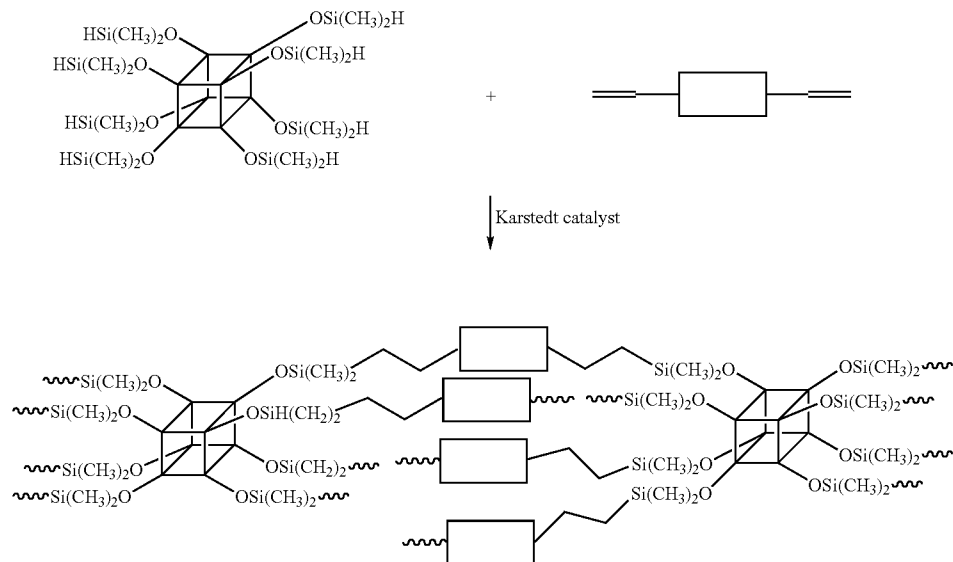 OSi(CH₃)₂H
HSi(CH₃)₂O
OSi(CH₃)₂H
HSi(CH₃)₂O
+
HSi(CH₃)₂O
OSi(CH₃)₂H
HSi(CH₃)₂O
OSi(CH₃)₂H
Karstedt catalyst
OSi(CH₃)₂
Si(CH₃)₂O
OSi(CH₃)₂
Si(CH₃)₂O
Si(CH₃)₂O
OSiH(CH₂)₂
Si(CH₃)₂O
OSi(CH₃)₂
Si(CH₃)₂O
OSi(CH₂)₂
Si(CH₃)₂O
OSi(CH₃)₂
Si(CH₃)₂O
OSi(CH₃)₂
Si(CH₃)₂O
OSi(CH₃)₂